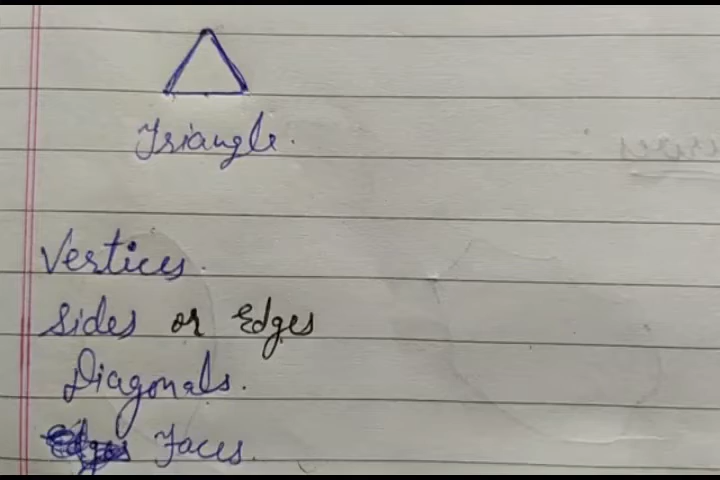 Triangle.
Vertices.
Sides or Edges
Diagonals.
Faces.